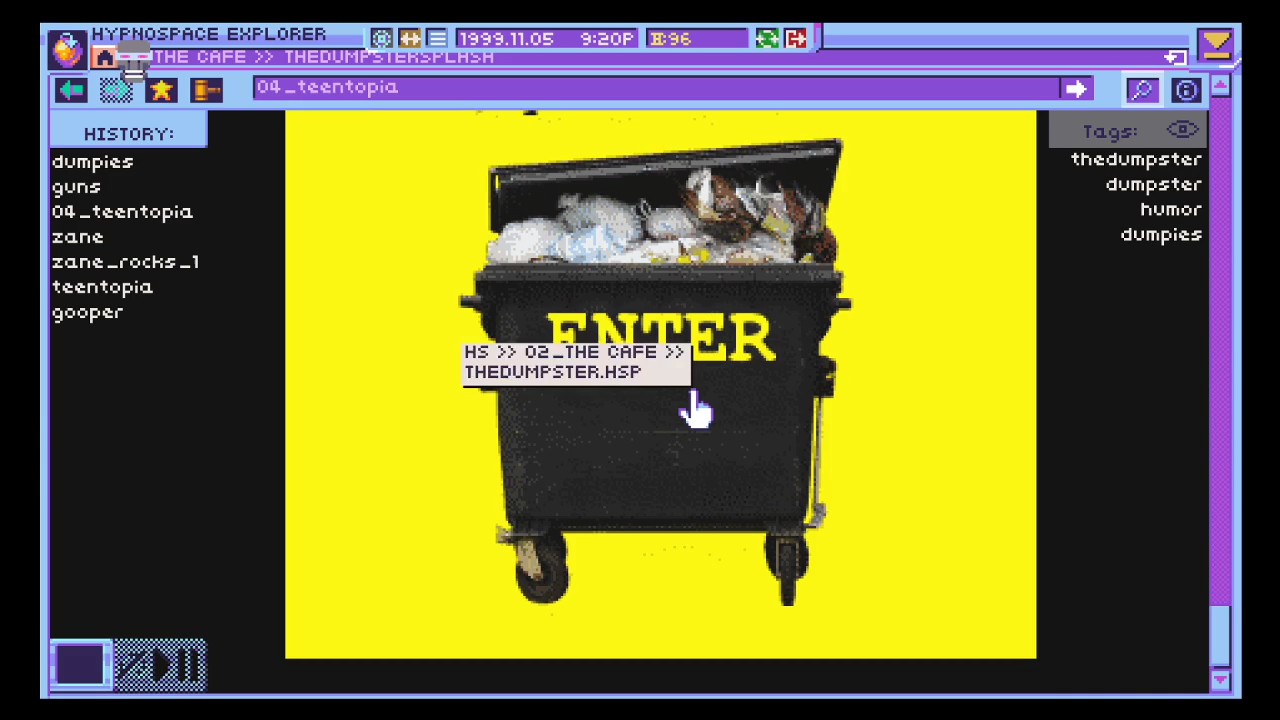 HYPNOSPACE EXPLORER
1999.11.05 9:20P
:96
THE CAFE >> THEDUMPSTERSPLASH
04_teentopia
HISTORY:
dumpies
guns
04_teentopia
zane
zane_rocks_1
teentopia
gooper
Tags:
thedumpster
dumpster
humor
dumpies
ENTER
HS >> 02_THE CAFE >>
THEDUMPSTER.HSP